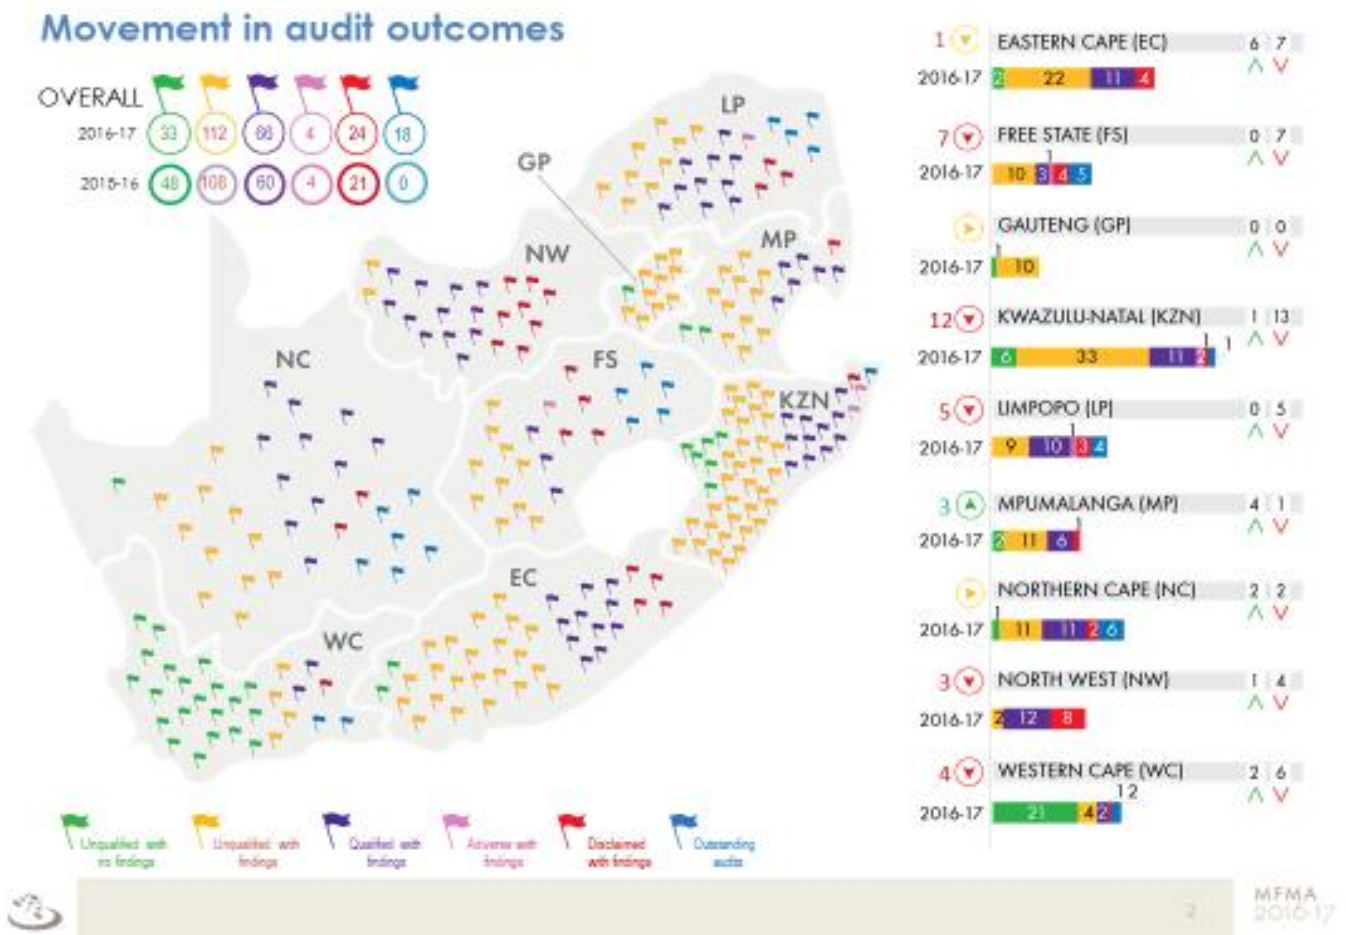 Movement in audit outcomes
OVERALL
2016-17 33 112 66 4 24 18
2015-16 48 108 60 4 21 0
LP
GP
MP
NW
NC
FS
KZN
EC
WC
Unqualified with no findings
Unqualified with findings
Qualified with findings
Adverse with findings
Disclaimed with findings
Outstanding audits
1 EASTERN CAPE (EC) 6 7
2016-17 2 22 11 4
7 FREE STATE (FS) 0 7
1
2016-17 10 3 4 5
GAUTENG (GP) 0 0
1
2016-17 10
12 KWAZULU-NATAL (KZN) 1 13
1 1
2016-17 6 33 11 2
5 LIMPOPO (LP) 0 5
1
2016-17 9 10 3 4
3 MPUMALANGA (MP) 4 1
1
2016-17 2 11 6
NORTHERN CAPE (NC) 2 2
1
2016-17 11 11 2 6
3 NORTH WEST (NW) 1 4
2016-17 2 12 8
4 WESTERN CAPE (WC) 2 6
1 2
2016-17 21 4 2
2
MFMA
2016-17